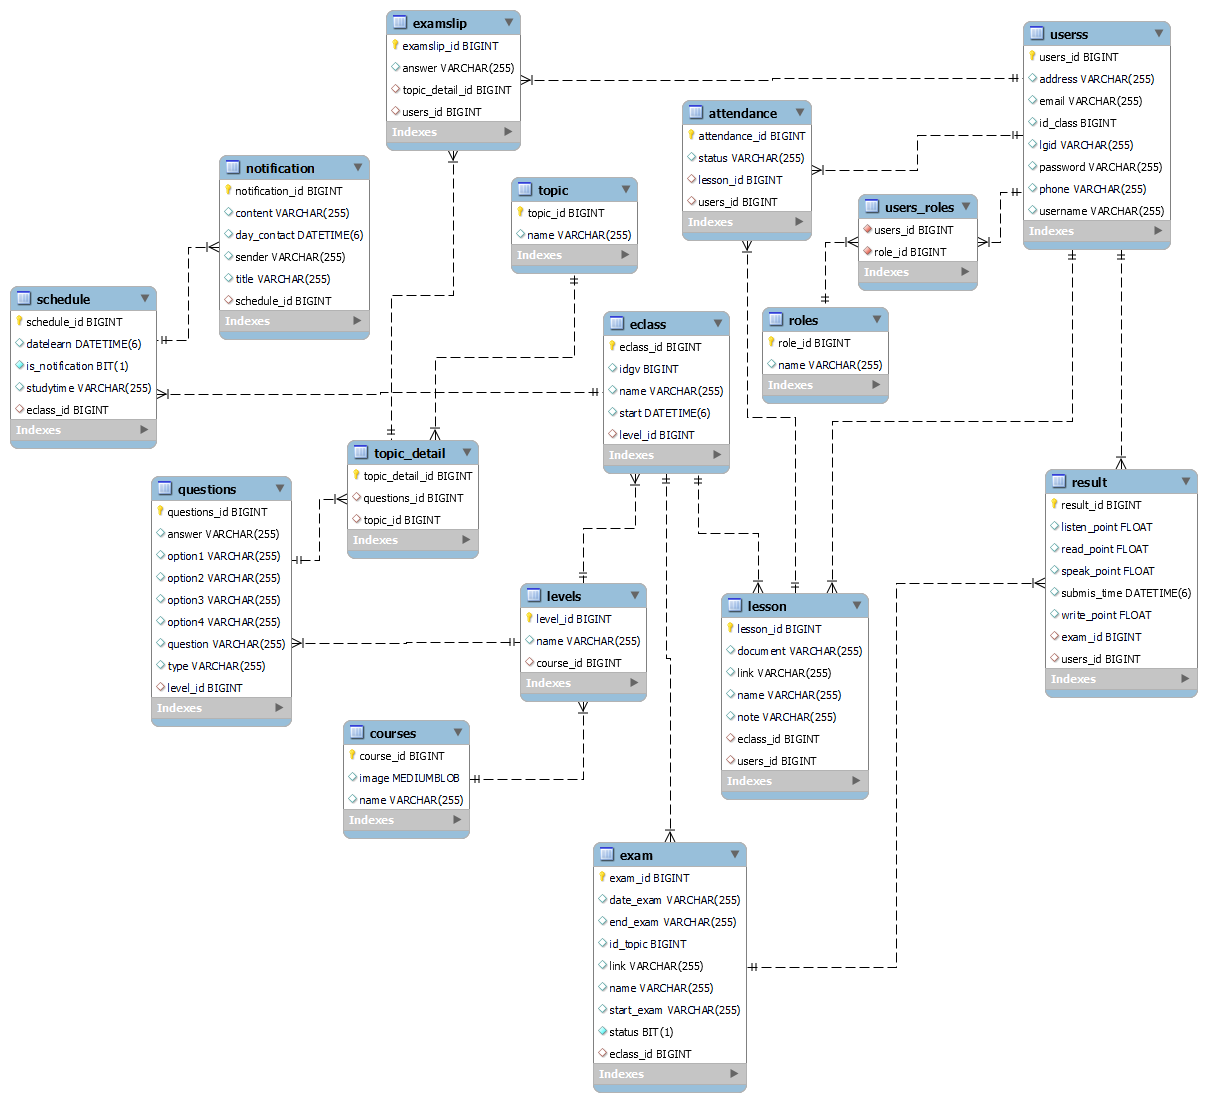 examslip
examslip_id BIGINT
answer VARCHAR(255)
topic_detail_id BIGINT
users_id BIGINT
Indexes
userss
users_id BIGINT
address VARCHAR(255)
email VARCHAR(255)
id_class BIGINT
lgid VARCHAR(255)
password VARCHAR(255)
phone VARCHAR(255)
username VARCHAR(255)
Indexes
attendance
attendance_id BIGINT
status VARCHAR(255)
lesson_id BIGINT
users_id BIGINT
Indexes
notification
notification_id BIGINT
content VARCHAR(255)
day_contact DATETIME(6)
sender VARCHAR(255)
title VARCHAR(255)
schedule_id BIGINT
Indexes
topic
topic_id BIGINT
name VARCHAR(255)
Indexes
users_roles
users_id BIGINT
role_id BIGINT
Indexes
schedule
schedule_id BIGINT
datelearn DATETIME(6)
is_notification BIT(1)
studytime VARCHAR(255)
eclass_id BIGINT
Indexes
eclass
eclass_id BIGINT
idgv BIGINT
name VARCHAR(255)
start DATETIME(6)
level_id BIGINT
Indexes
roles
role_id BIGINT
name VARCHAR(255)
Indexes
topic_detail
topic_detail_id BIGINT
questions_id BIGINT
topic_id BIGINT
Indexes
questions
questions_id BIGINT
answer VARCHAR(255)
option1 VARCHAR(255)
option2 VARCHAR(255)
option3 VARCHAR(255)
option4 VARCHAR(255)
question VARCHAR(255)
type VARCHAR(255)
level_id BIGINT
Indexes
result
result_id BIGINT
listen_point FLOAT
read_point FLOAT
speak_point FLOAT
submis_time DATETIME(6)
write_point FLOAT
exam_id BIGINT
users_id BIGINT
Indexes
levels
level_id BIGINT
name VARCHAR(255)
course_id BIGINT
Indexes
lesson
lesson_id BIGINT
document VARCHAR(255)
link VARCHAR(255)
name VARCHAR(255)
note VARCHAR(255)
eclass_id BIGINT
users_id BIGINT
Indexes
courses
course_id BIGINT
image MEDIUMBLOB
name VARCHAR(255)
Indexes
exam
exam_id BIGINT
date_exam VARCHAR(255)
end_exam VARCHAR(255)
id_topic BIGINT
link VARCHAR(255)
name VARCHAR(255)
start_exam VARCHAR(255)
status BIT(1)
eclass_id BIGINT
Indexes